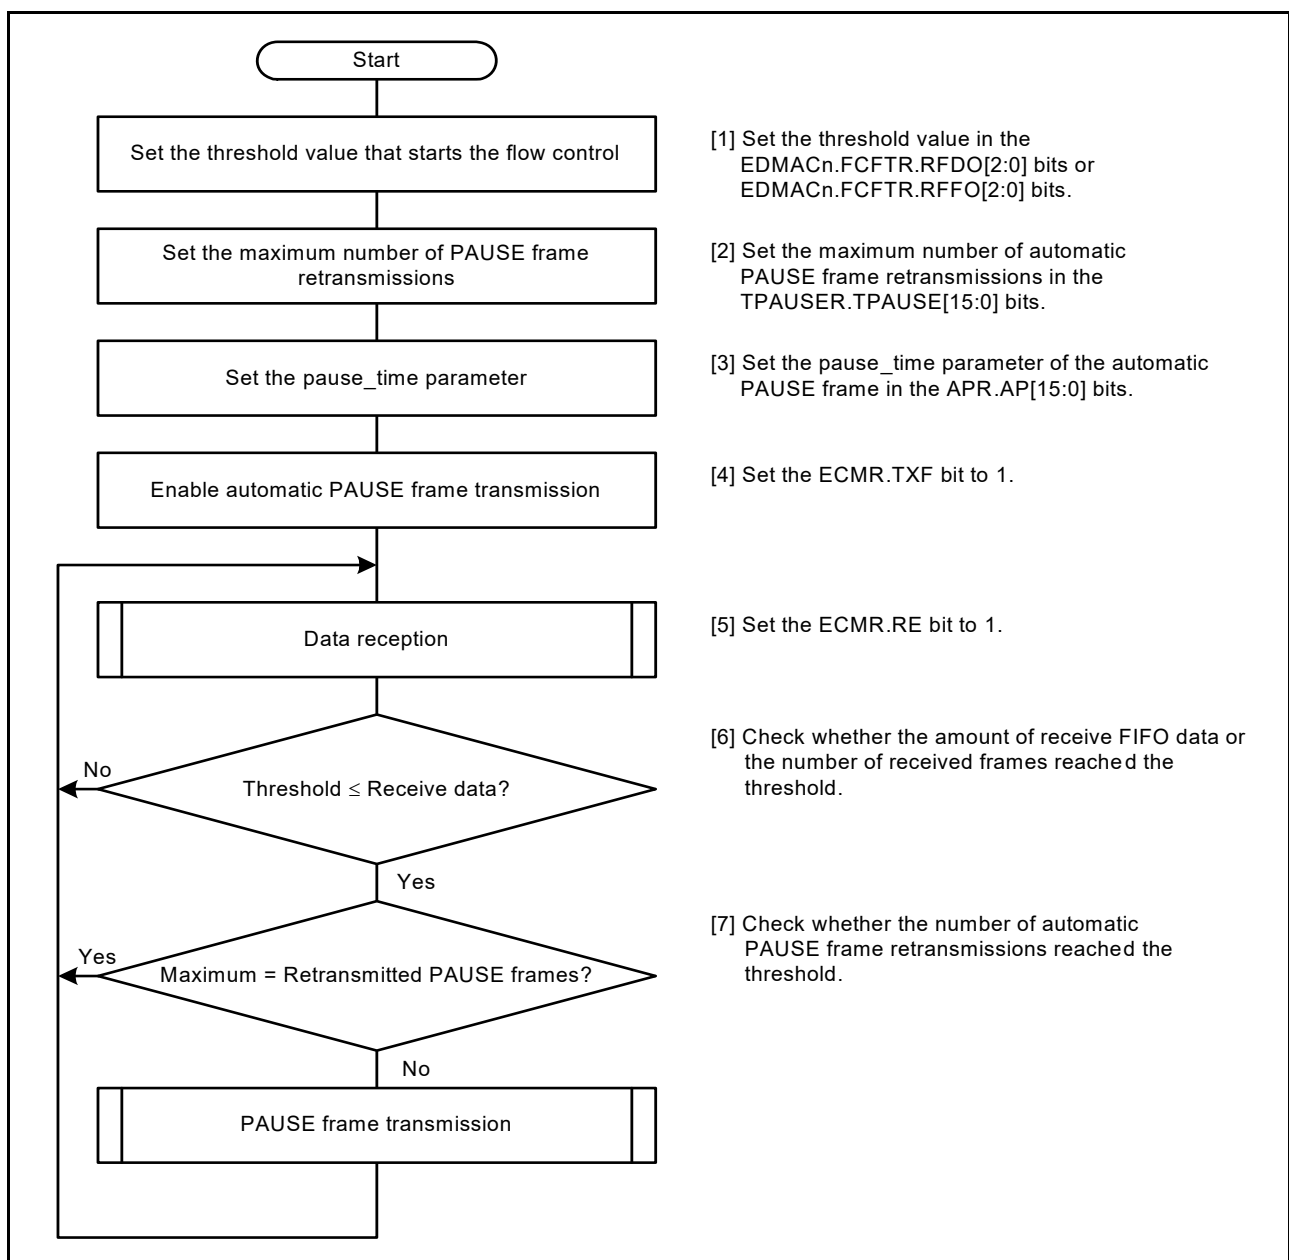 Start
Set the threshold value that starts the flow control
[1] Set the threshold value in the
EDMACn.FCFTR.RFDO[2:0] bits or
EDMACn.FCFTR.RFFO[2:0] bits.
Set the maximum number of PAUSE frame
retransmissions
[2] Set the maximum number of automatic
PAUSE frame retransmissions in the
TPAUSER.TPAUSE[15:0] bits.
Set the pause_time parameter
[3] Set the pause_time parameter of the automatic
PAUSE frame in the APR.AP[15:0] bits.
Enable automatic PAUSE frame transmission
[4] Set the ECMR.TXF bit to 1.
Data reception
[5] Set the ECMR.RE bit to 1.
No
Threshold ≤ Receive data?
[6] Check whether the amount of receive FIFO data or
the number of received frames reached the
threshold.
Yes
Yes
Maximum = Retransmitted PAUSE frames?
[7] Check whether the number of automatic
PAUSE frame retransmissions reached the
threshold.
No
PAUSE frame transmission